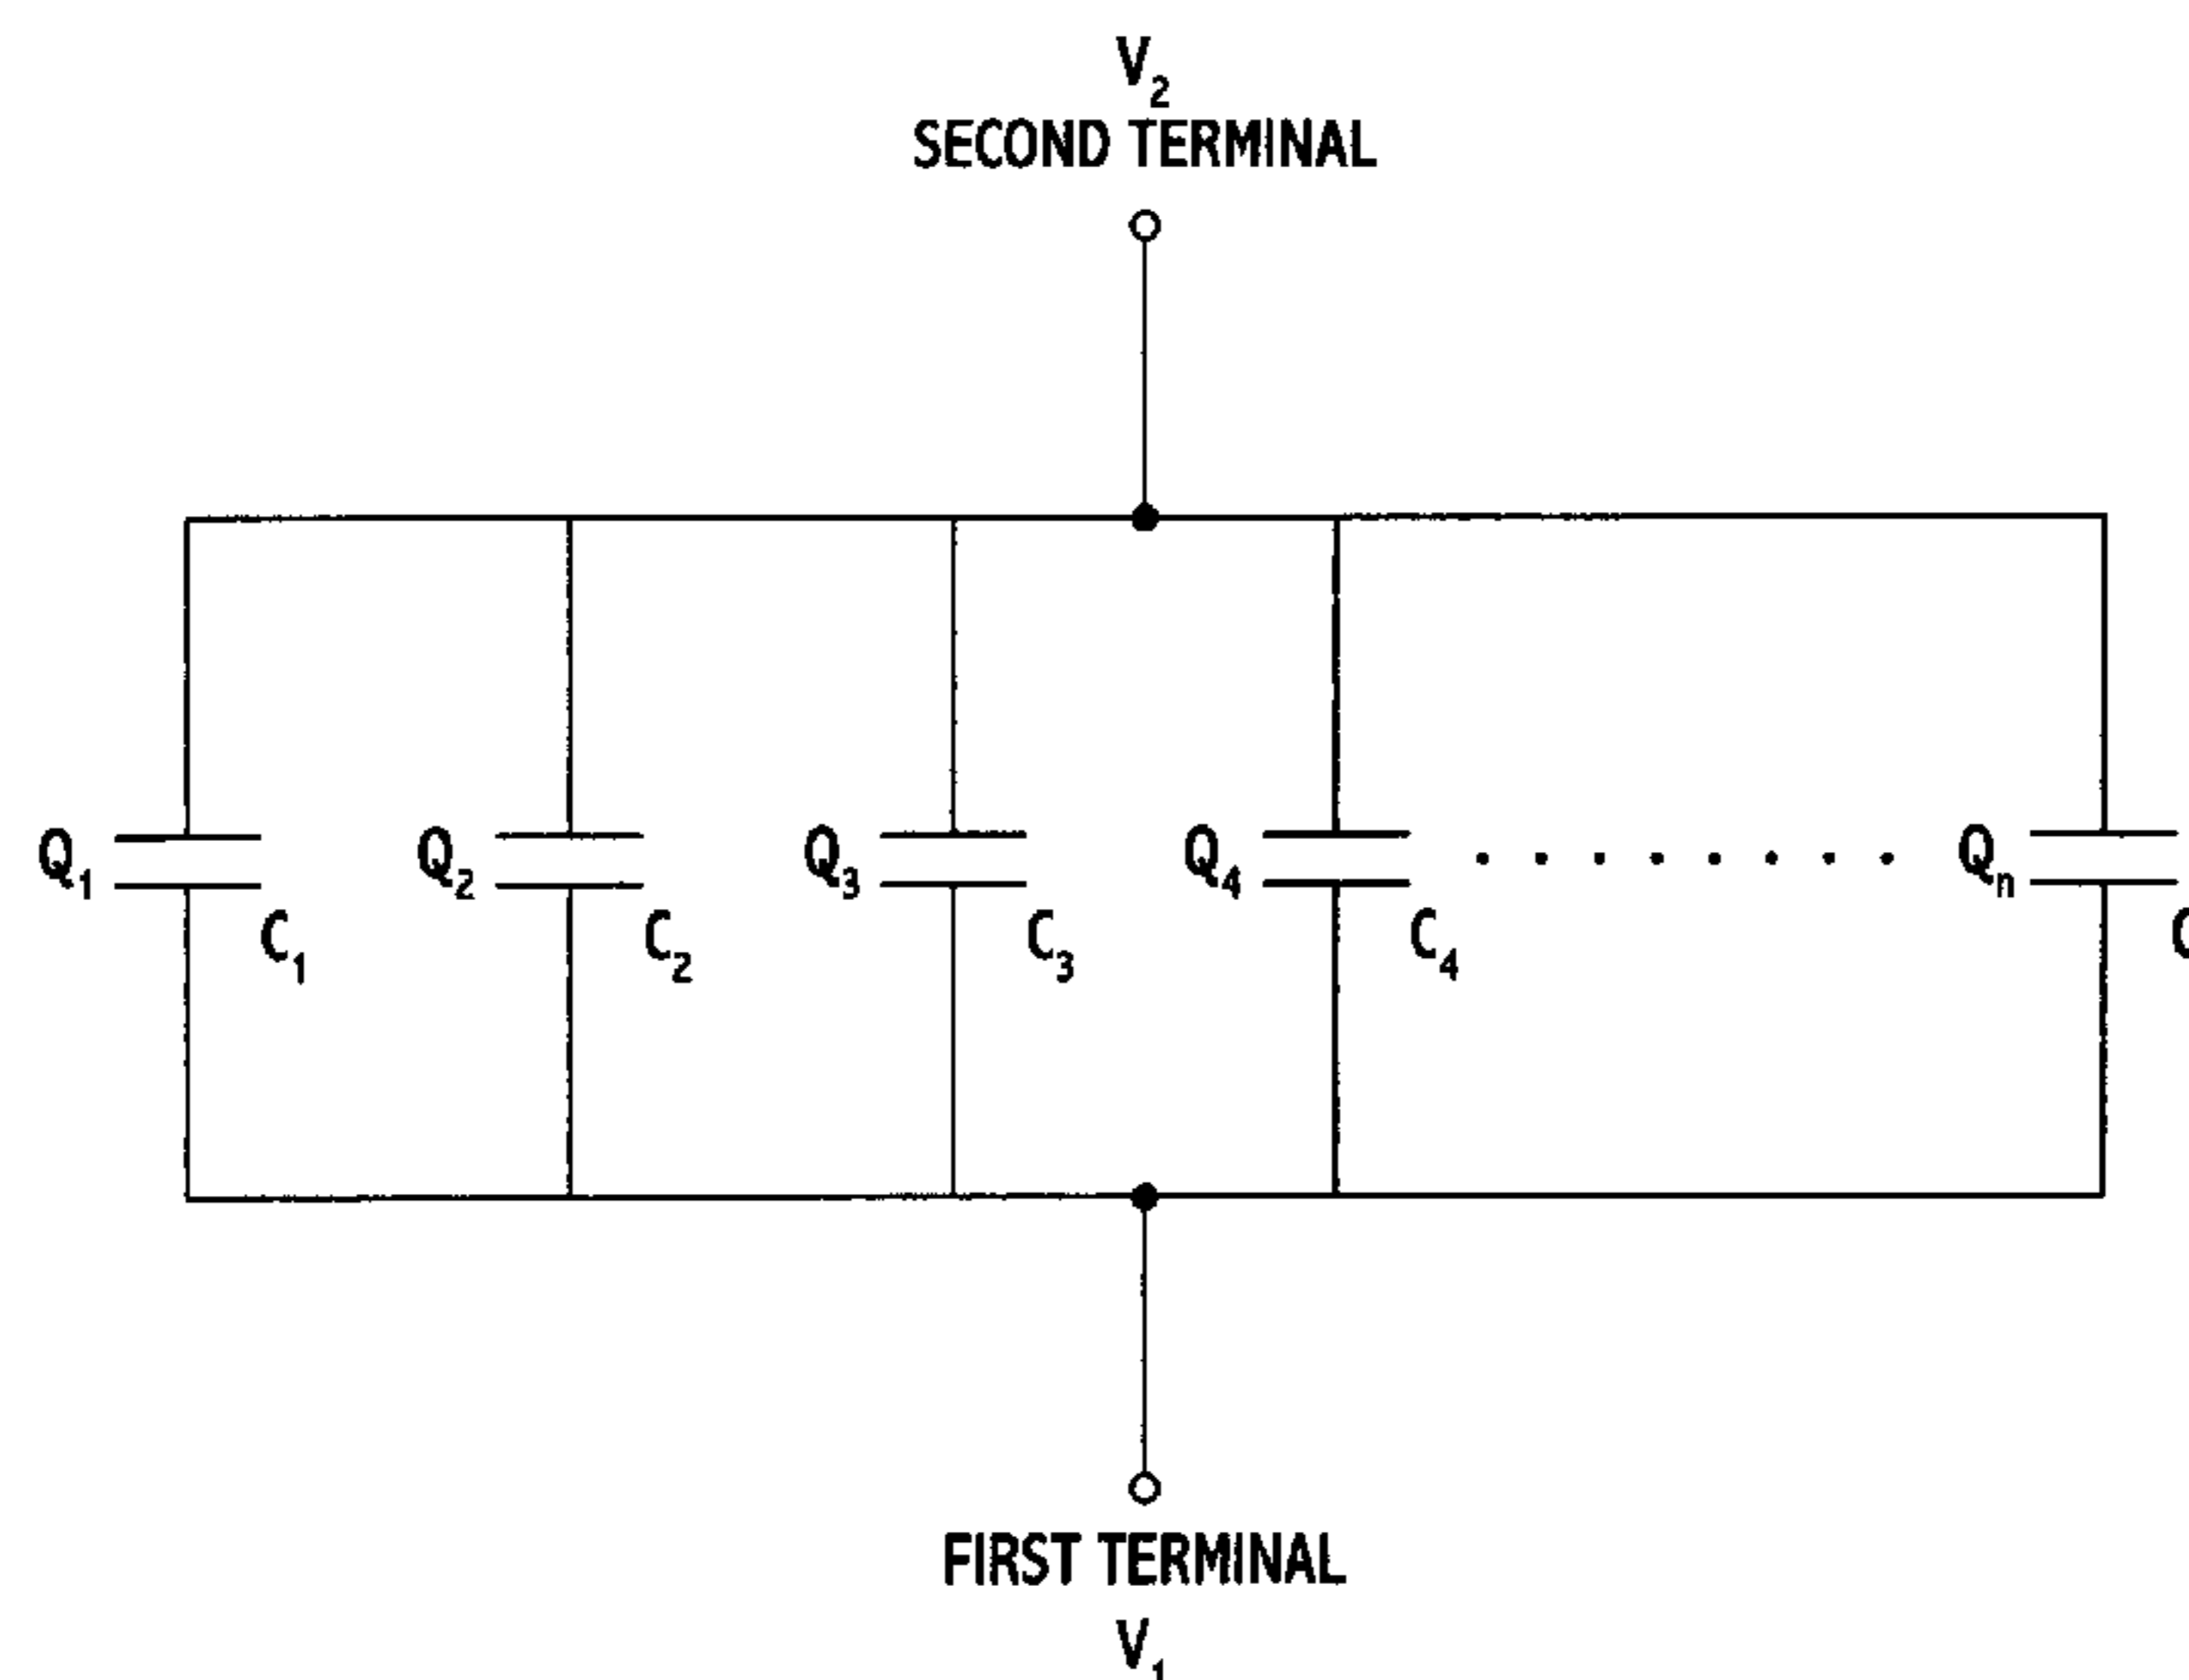 V₂
SECOND TERMINAL
Q₁ Q₂ Q₃ Q₄ . . . . . . . . Qₙ
C₁ C₂ C₃ C₄
FIRST TERMINAL
V₁